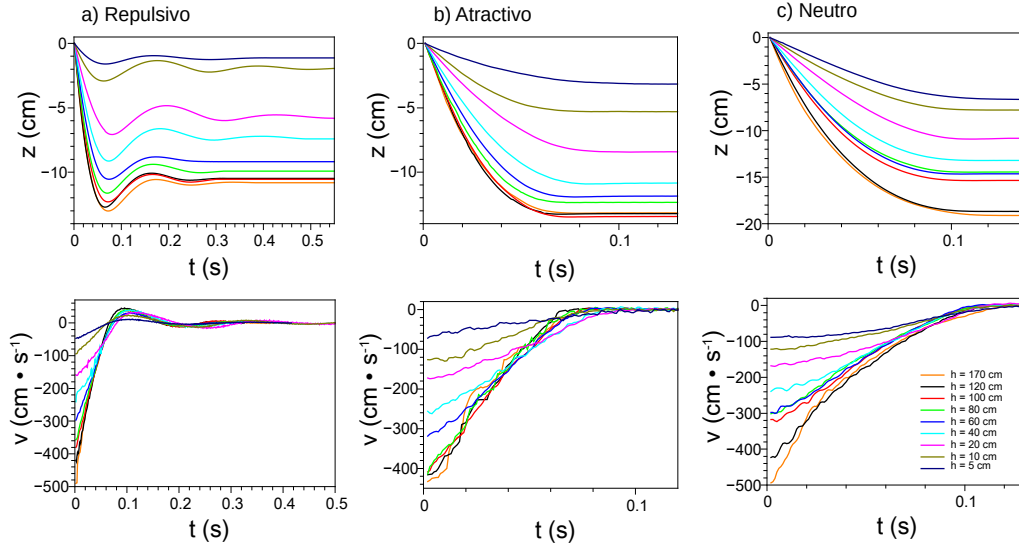 a) Repulsivo
b) Atractivo
c) Neutro
z (cm)
0
−5
−10
0
0.1
0.2
0.3
0.4
0.5
t (s)
z (cm)
0
−5
−10
0
0.1
t (s)
z (cm)
0
−5
−10
−15
−20
0
0.1
t (s)
v (cm • s⁻¹)
0
−100
−200
−300
−400
−500
0
0.1
0.2
0.3
0.4
0.5
t (s)
v (cm • s⁻¹)
0
−100
−200
−300
−400
0
0.1
t (s)
v (cm • s⁻¹)
0
−100
−200
−300
−400
−500
0
0.1
t (s)
h = 170 cm
h = 120 cm
h = 100 cm
h = 80 cm
h = 60 cm
h = 40 cm
h = 20 cm
h = 10 cm
h = 5 cm